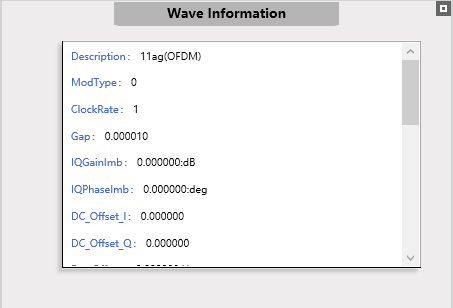 Wave Information
Description: 11ag(OFDM)
ModType: 0
ClockRate: 1
Gap: 0.000010
IQGainImb: 0.000000:dB
IQPhaseImb: 0.000000:deg
DC_Offset_I: 0.000000
DC_Offset_Q: 0.000000